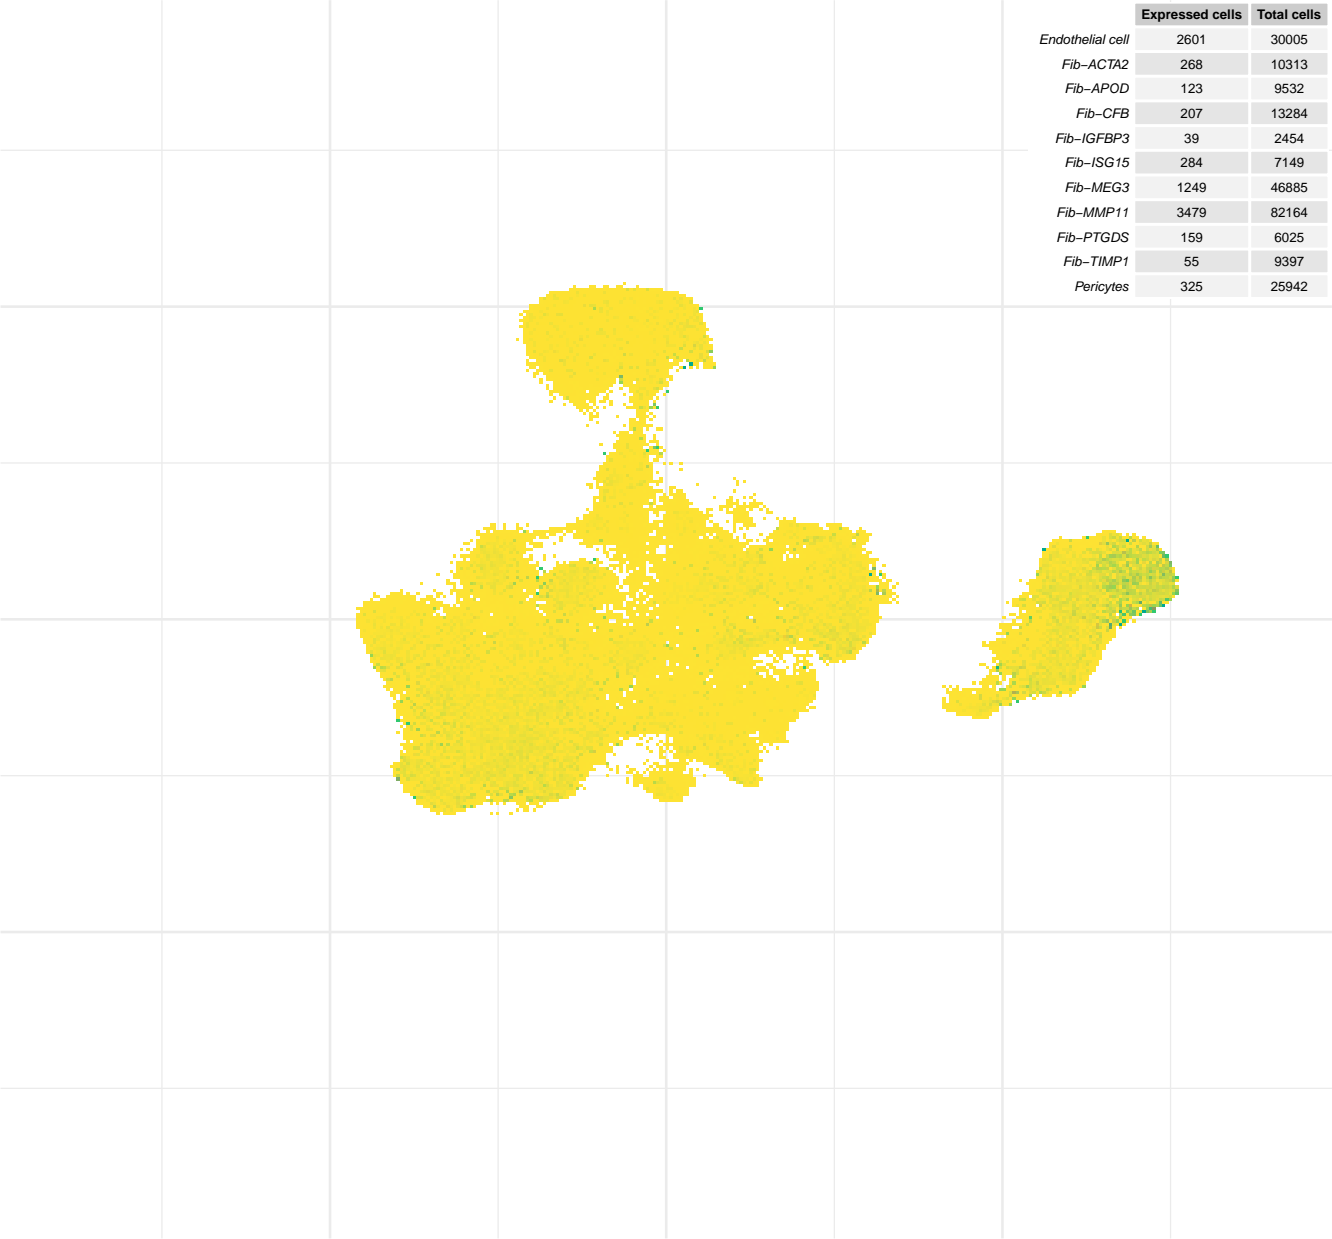 Expressed cells Total cells
Endothelial cell 2601 30005
Fib−ACTA2 268 10313
Fib−APOD 123 9532
Fib−CFB 207 13284
Fib−IGFBP3 39 2454
Fib−ISG15 284 7149
Fib−MEG3 1249 46885
Fib−MMP11 3479 82164
Fib−PTGDS 159 6025
Fib−TIMP1 55 9397
Pericytes 325 25942